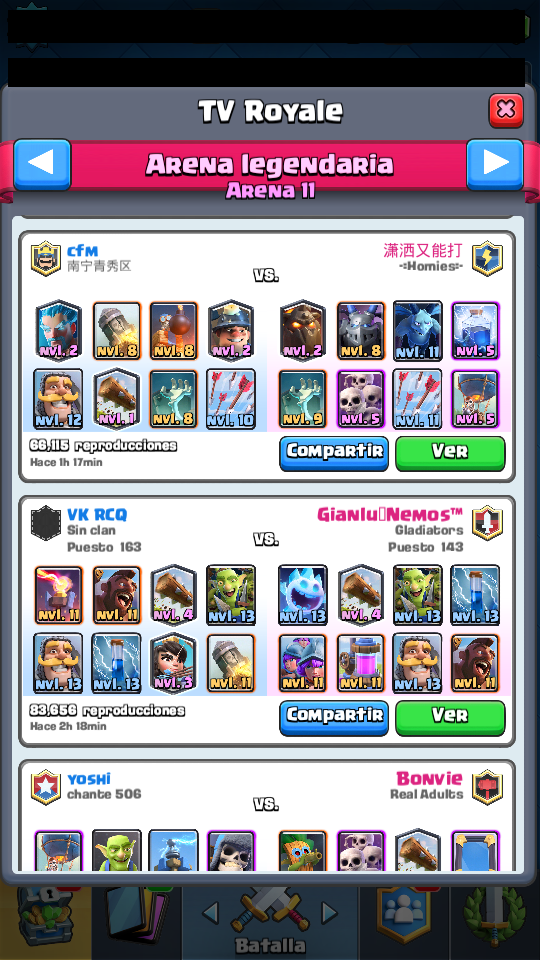 TV Royale
Arena legendaria
Arena 11
cfm
南宁青秀区
vs.
潇洒又能打
-=Homies=-
nvl. 2
nvl. 8
nvl. 8
nvl. 2
nvl. 2
nvl. 8
nvl. 11
nvl. 5
nvl. 12
nvl. 1
nvl. 8
nvl. 10
nvl. 9
nvl. 5
nvl. 11
nvl. 5
66,115 reproducciones
Hace 1h 17min
Compartir
Ver
VK RCQ
Sin clan
Puesto 163
vs.
Gianlu▯Nemos™
Gladiators
Puesto 143
nvl. 11
nvl. 11
nvl. 4
nvl. 13
nvl. 13
nvl. 4
nvl. 13
nvl. 13
nvl. 13
nvl. 13
nvl. 3
nvl. 11
nvl. 11
nvl. 11
nvl. 13
nvl. 11
83,656 reproducciones
Hace 2h 18min
Compartir
Ver
yoshi
chante 506
vs.
Bonvie
Real Adults
Batalla